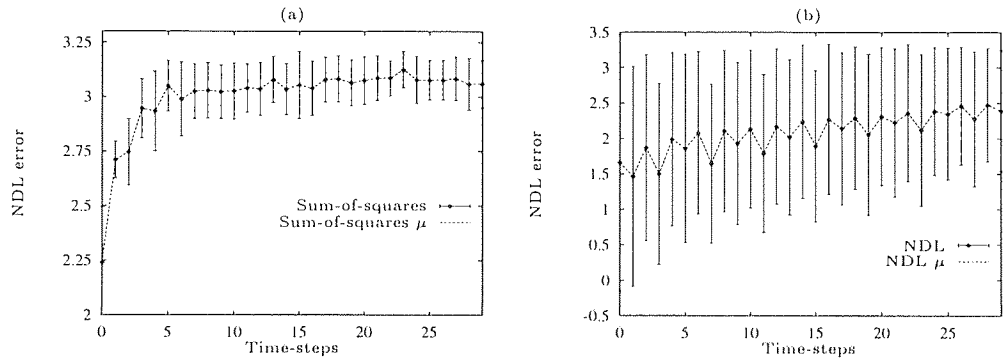 (a)
3.25
3
2.75
2.5
2.25
2
NDL error
Sum-of-squares
Sum-of-squares μ
0 5 10 15 20 25
Time-steps
(b)
3.5
3
2.5
2
1.5
1
0.5
0
-0.5
NDL error
NDL
NDL μ
0 5 10 15 20 25
Time-steps